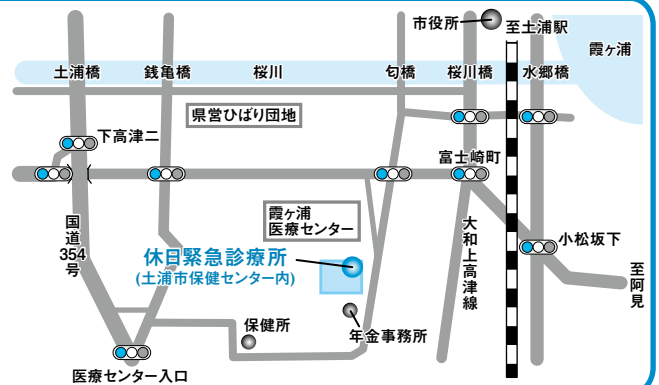 市役所
至土浦駅
霞ヶ浦
土浦橋
銭亀橋
桜川
匂橋
桜川橋
水郷橋
県営ひばり団地
下高津二
富士崎町
霞ヶ浦
医療センター
国道
354
号
大和上高津線
小松坂下
休日緊急診療所
(土浦市保健センター内)
至阿見
保健所
年金事務所
医療センター入口